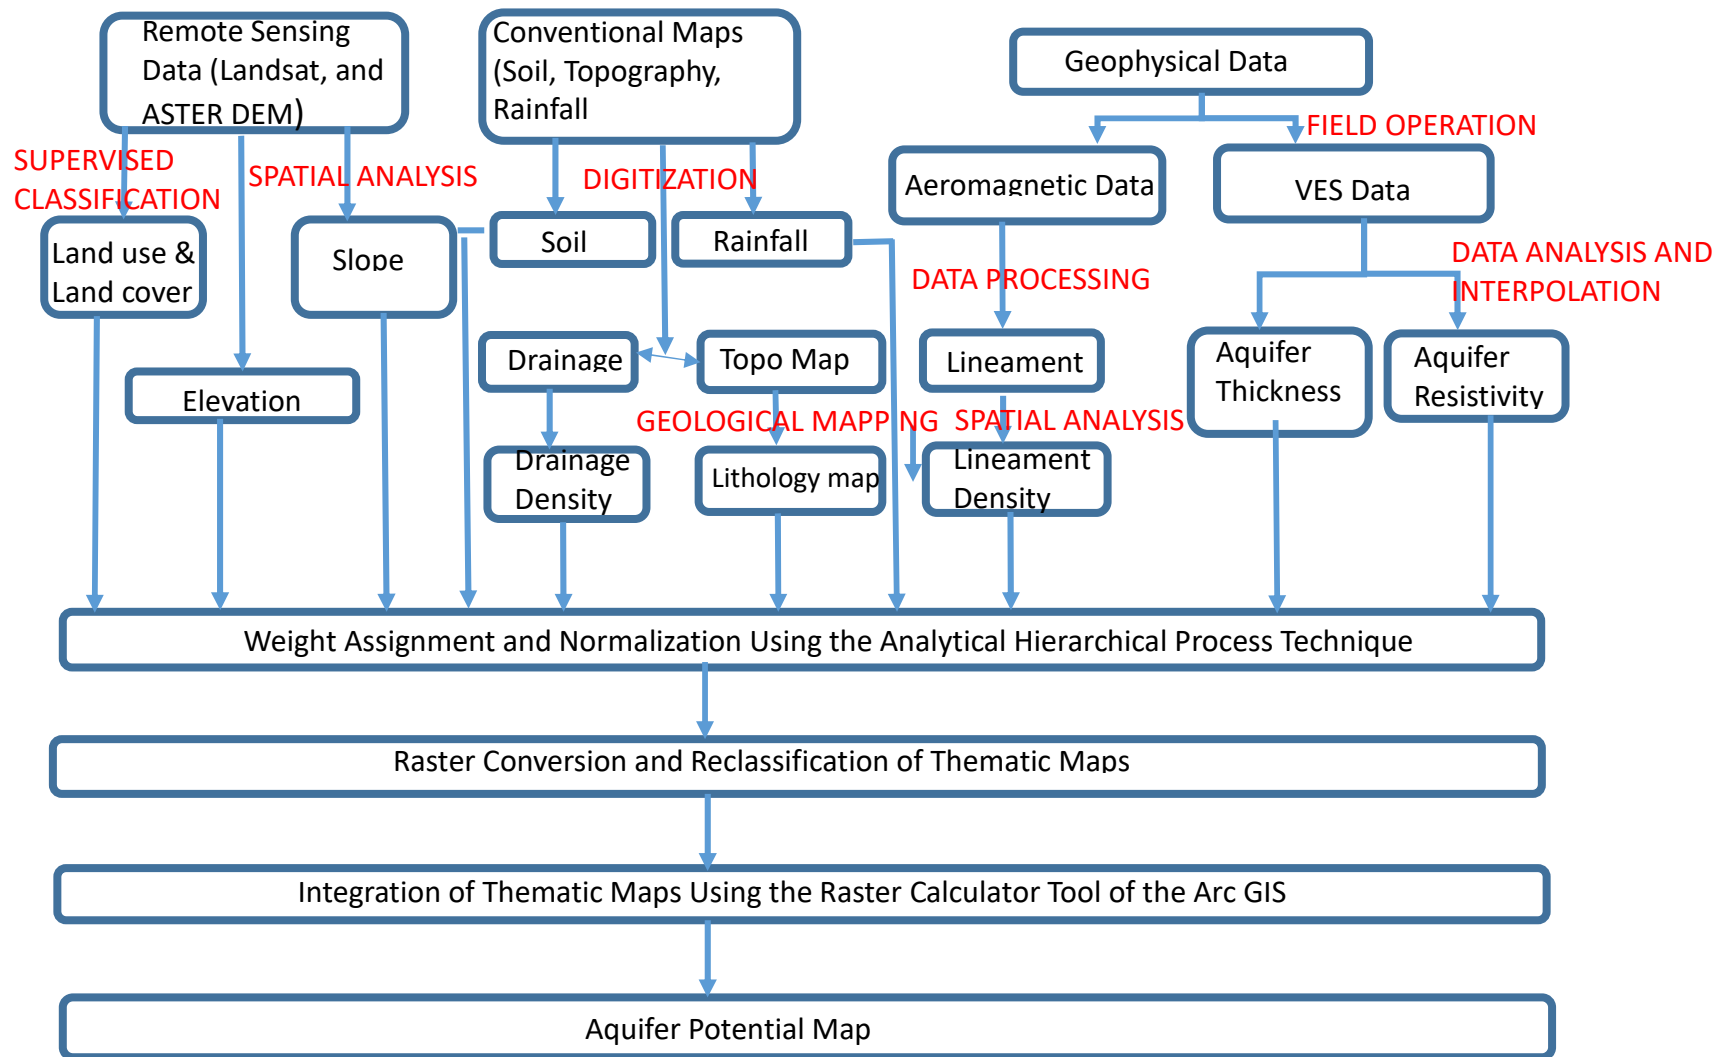 Remote Sensing
Data (Landsat, and
ASTER DEM)
Conventional Maps
(Soil, Topography,
Rainfall
Geophysical Data
FIELD OPERATION
SUPERVISED
CLASSIFICATION
SPATIAL ANALYSIS
DIGITIZATION
Aeromagnetic Data
VES Data
Land use &
Land cover
Slope
Soil
Rainfall
DATA PROCESSING
DATA ANALYSIS AND
INTERPOLATION
Drainage
Topo Map
Lineament
Aquifer
Thickness
Aquifer
Resistivity
Elevation
GEOLOGICAL MAPPING
SPATIAL ANALYSIS
Drainage
Density
Lithology map
Lineament
Density
Weight Assignment and Normalization Using the Analytical Hierarchical Process Technique
Raster Conversion and Reclassification of Thematic Maps
Integration of Thematic Maps Using the Raster Calculator Tool of the Arc GIS
Aquifer Potential Map